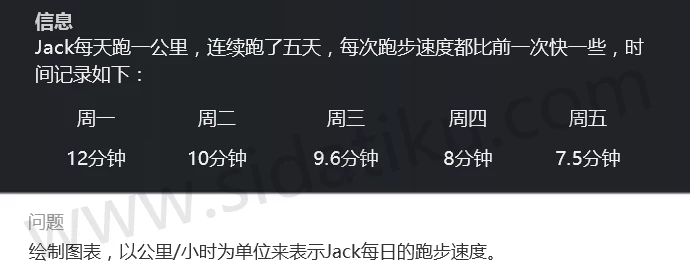 信息
Jack每天跑一公里，连续跑了五天，每次跑步速度都比前一次快一些，时
间记录如下：
周一 周二 周三 周四 周五
12分钟 10分钟 9.6分钟 8分钟 7.5分钟
www.sidatiku.com
问题
绘制图表，以公里/小时为单位来表示Jack每日的跑步速度。